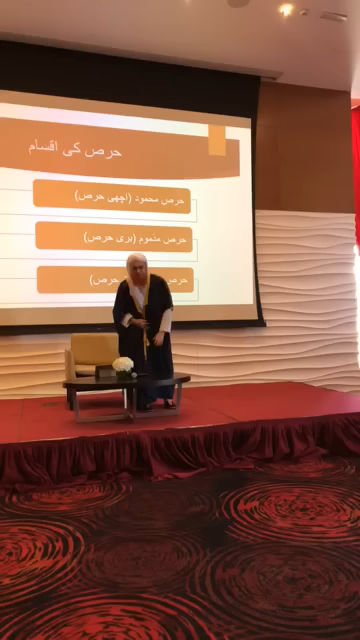 حرص کی اقسام
حرص محمود (اچھی حرص)
حرص مذموم (بری حرص)
حرص حرص)